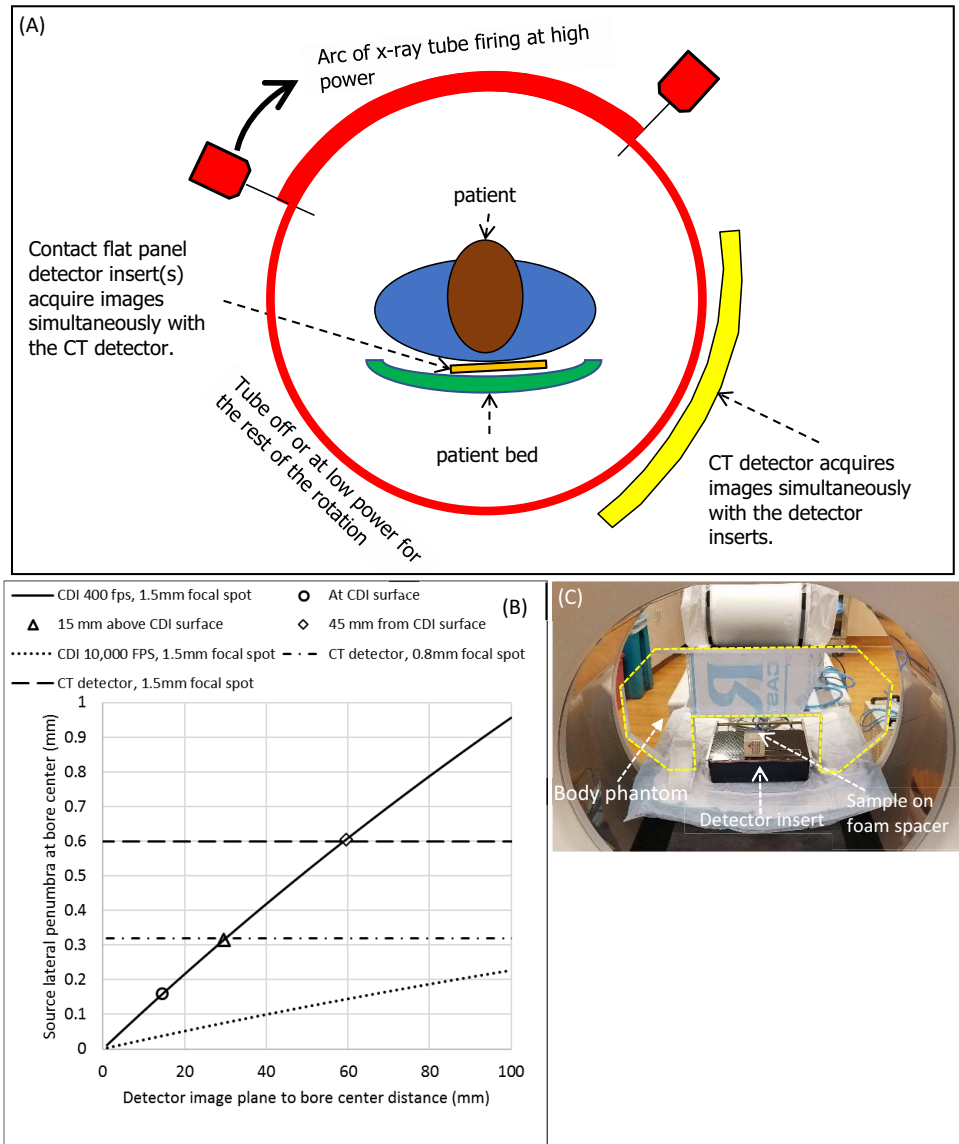 (A)
Arc of x-ray tube firing at high
power
patient
Contact flat panel
detector insert(s)
acquire images
simultaneously with
the CT detector.
Tube off or at low power for
the rest of the rotation
patient bed
CT detector acquires
images simultaneously
with the detector
inserts.
(B)
CDI 400 fps, 1.5mm focal spot
At CDI surface
15 mm above CDI surface
45 mm from CDI surface
CDI 10,000 FPS, 1.5mm focal spot
CT detector, 0.8mm focal spot
CT detector, 1.5mm focal spot
Source lateral penumbra at bore center (mm)
1
0.9
0.8
0.7
0.6
0.5
0.4
0.3
0.2
0.1
0
0 20 40 60 80 100
Detector image plane to bore center distance (mm)
(C)
Body phantom
Detector insert
Sample on
foam spacer